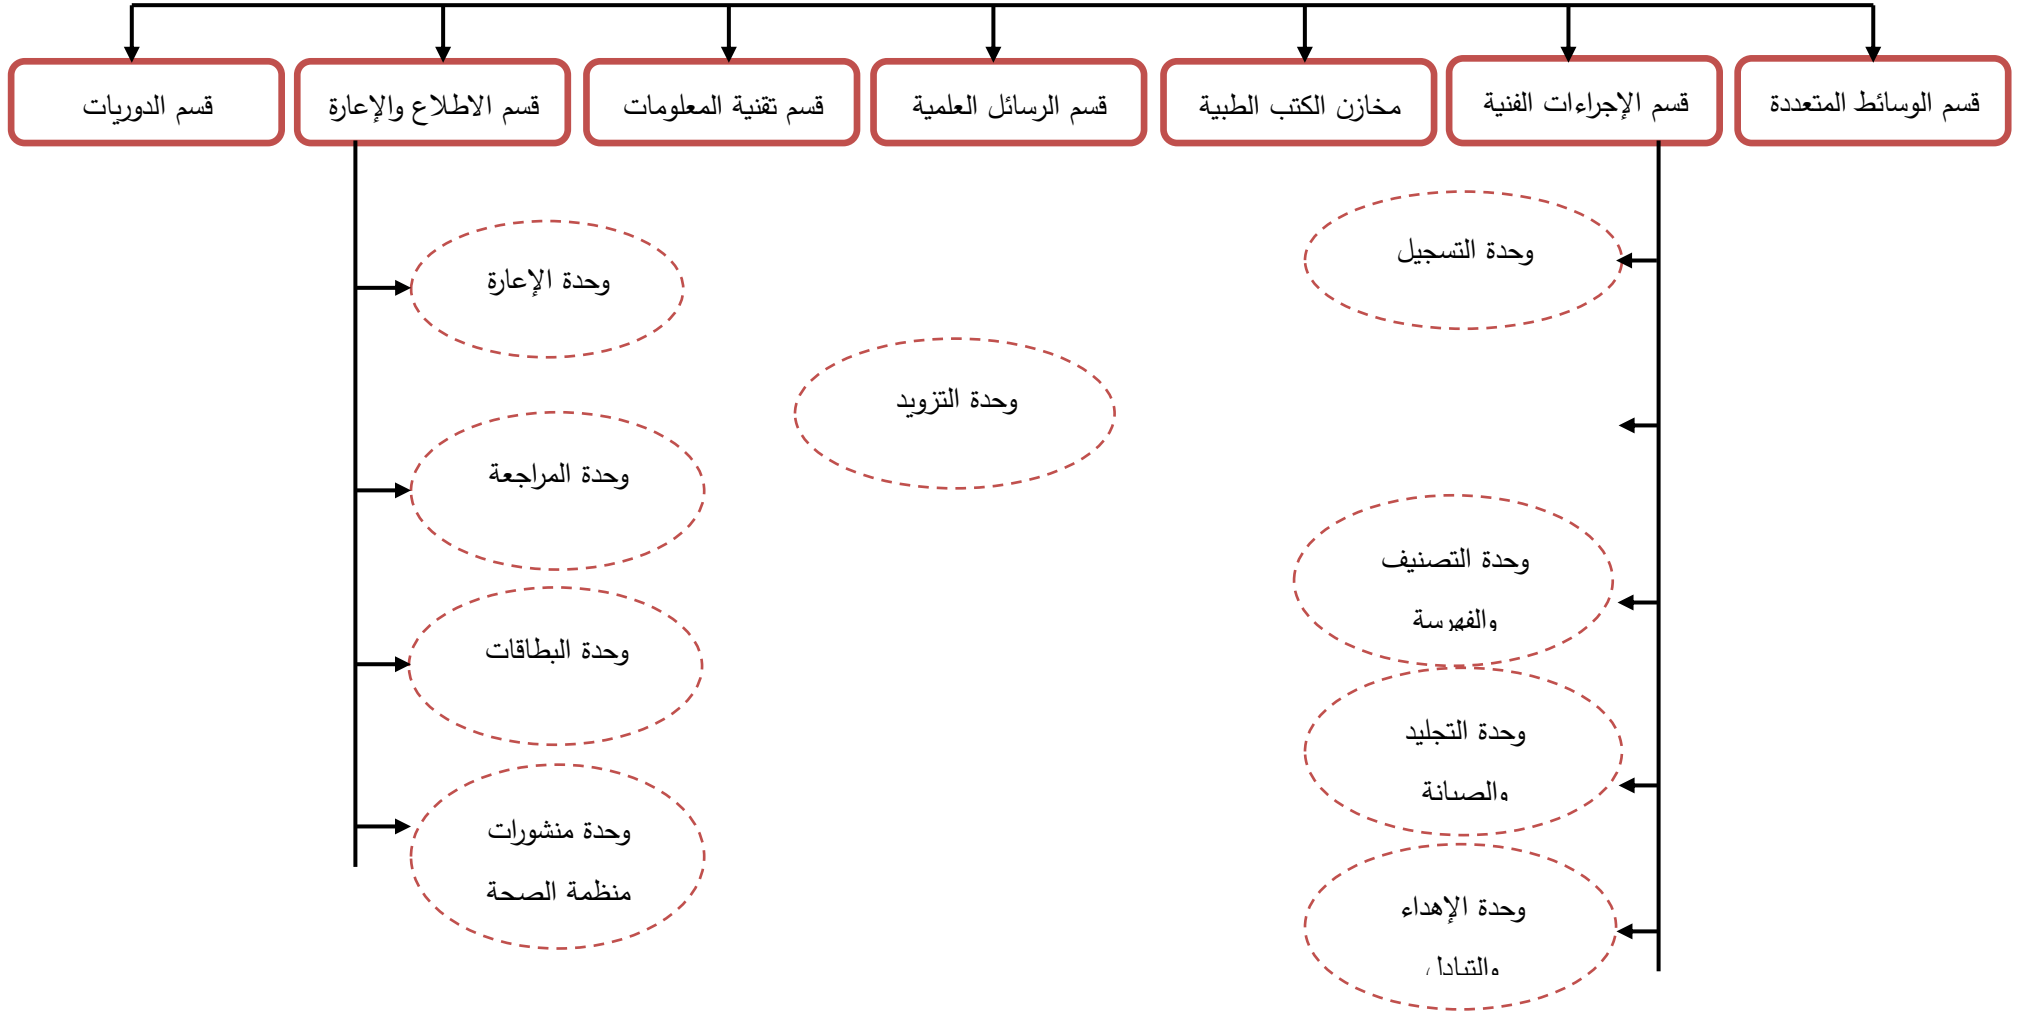 قسم الوسائط المتعددة
قسم الإجراءات الفنية
مخازن الكتب الطبية
قسم الرسائل العلمية
قسم تقنية المعلومات
قسم الاطلاع والإعارة
قسم الدوريات
وحدة التسجيل
وحدة التزويد
وحدة التصنيف
والفهرسة
وحدة التجليد
والصيانة
وحدة الإهداء
والتبادل
وحدة الإعارة
وحدة المراجعة
وحدة البطاقات
وحدة منشورات
منظمة الصحة